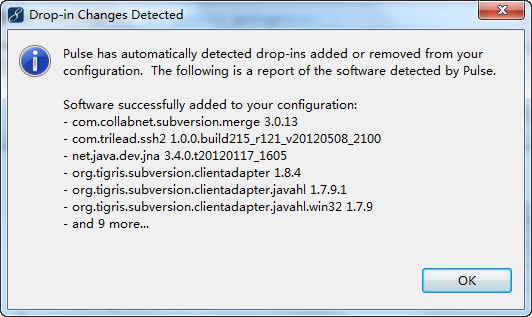 Drop-in Changes Detected
Pulse has automatically detected drop-ins added or removed from your
configuration.  The following is a report of the software detected by Pulse.
Software successfully added to your configuration:
- com.collabnet.subversion.merge 3.0.13
- com.trilead.ssh2 1.0.0.build215_r121_v20120508_2100
- net.java.dev.jna 3.4.0.t20120117_1605
- org.tigris.subversion.clientadapter 1.8.4
- org.tigris.subversion.clientadapter.javahl 1.7.9.1
- org.tigris.subversion.clientadapter.javahl.win32 1.7.9
- and 9 more...
OK